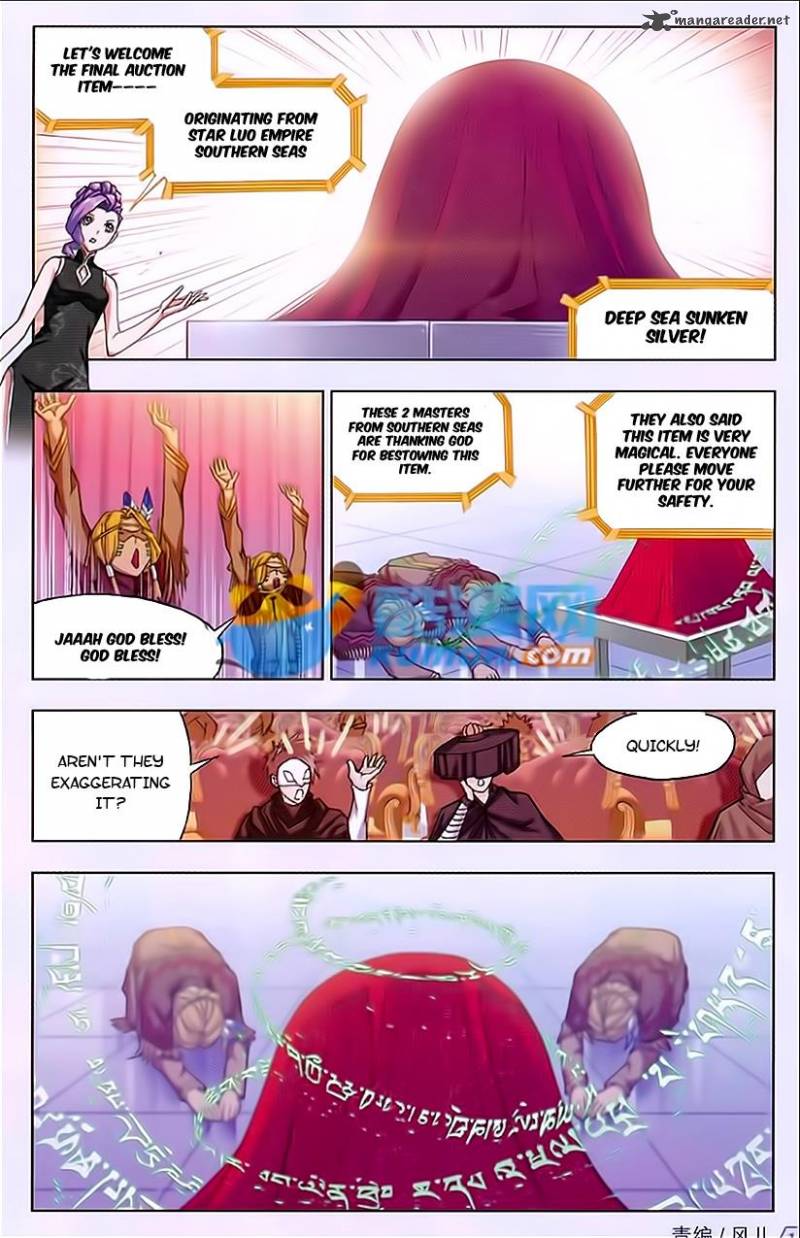 mangareader.net
LET'S WELCOME
THE FINAL AUCTION
ITEM----
ORIGINATING FROM
STAR LUO EMPIRE
SOUTHERN SEAS
DEEP SEA SUNKEN
SILVER!
JAAAH GOD BLESS!
GOD BLESS!
THESE 2 MASTERS
FROM SOUTHERN SEAS
ARE THANKING GOD
FOR BESTOWING THIS
ITEM.
THEY ALSO SAID
THIS ITEM IS VERY
MAGICAL. EVERYONE
PLEASE MOVE
FURTHER FOR YOUR
SAFETY.
.com
AREN'T THEY
EXAGGERATING
IT?
QUICKLY!
责编 / 风儿